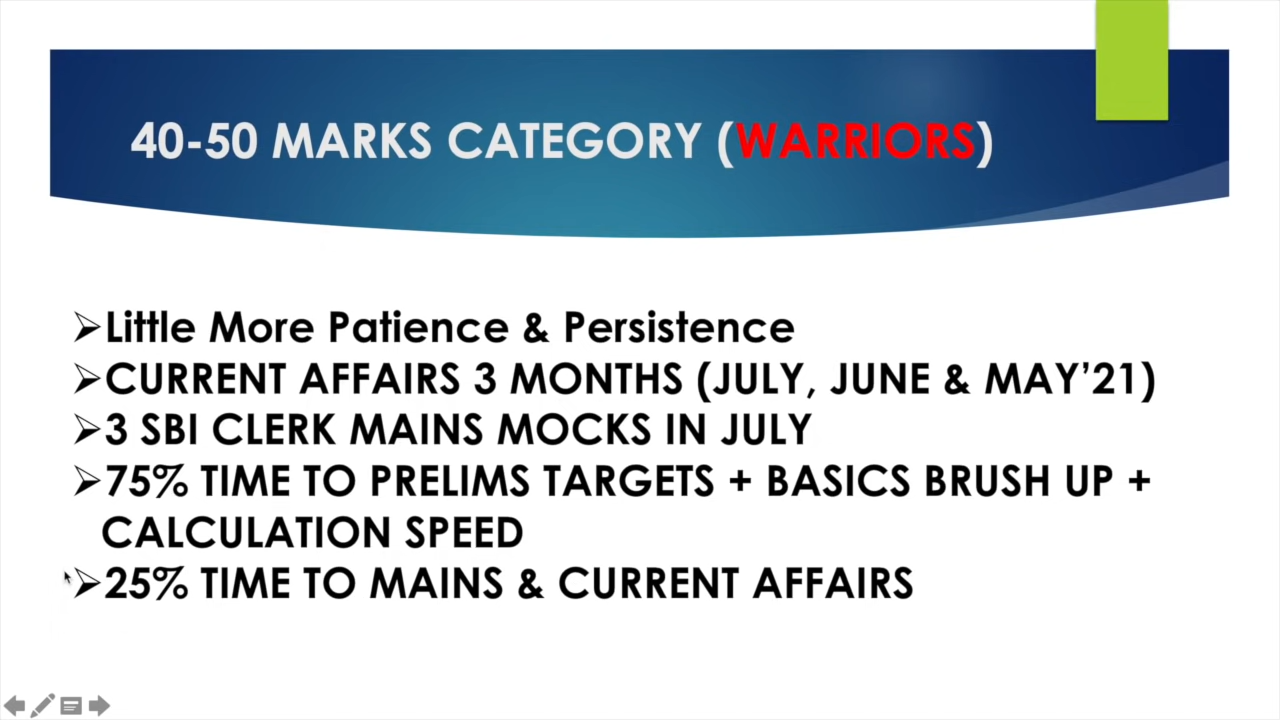 40-50 MARKS CATEGORY (WARRIORS)
➢Little More Patience & Persistence
➢CURRENT AFFAIRS 3 MONTHS (JULY, JUNE & MAY’21)
➢3 SBI CLERK MAINS MOCKS IN JULY
➢75% TIME TO PRELIMS TARGETS + BASICS BRUSH UP +
CALCULATION SPEED
➢25% TIME TO MAINS & CURRENT AFFAIRS